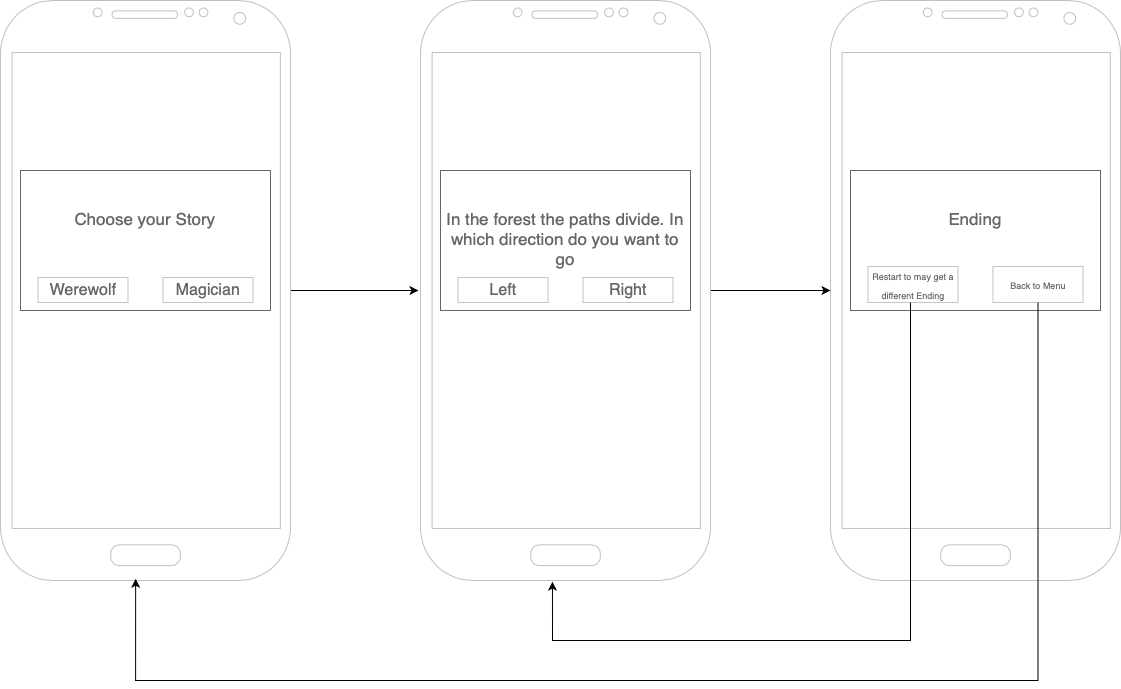 Choose your Story
Werewolf
Magician
In the forest the paths divide. In
which direction do you want to
go
Left
Right
Ending
Restart to may get a
different Ending
Back to Menu